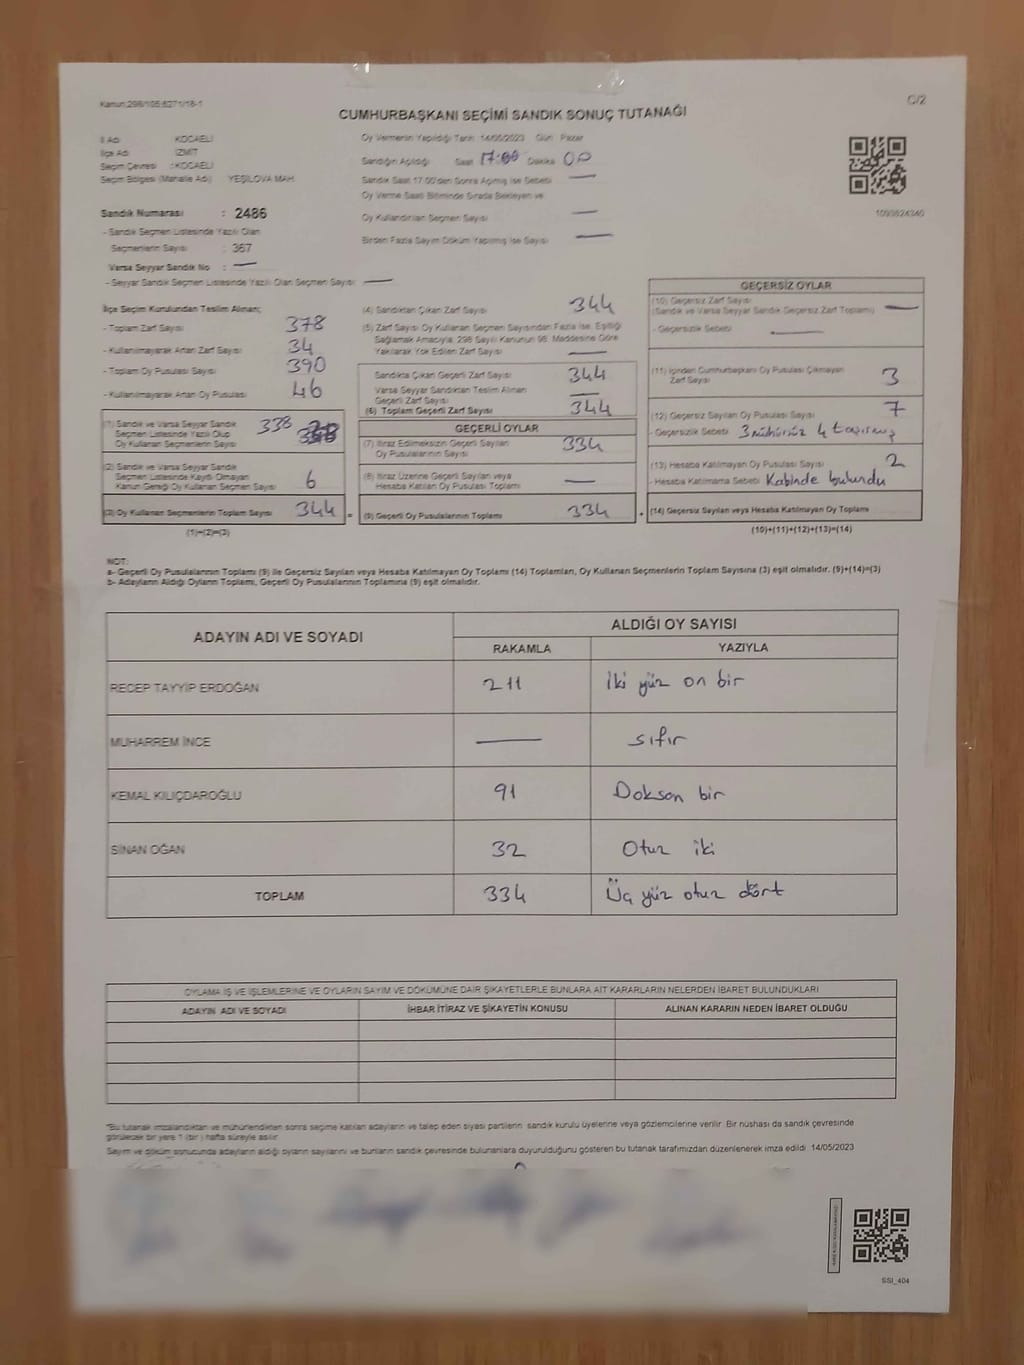 Kanun:298/105;6271/18-1
C/2
CUMHURBAŞKANI SEÇİMİ SANDIK SONUÇ TUTANAĞI
İl Adı : KOCAELİ
İlçe Adı : İZMİT
Seçim Çevresi : KOCAELİ
Seçim Bölgesi (Mahalle Adı) YEŞİLOVA MAH.
Sandık Numarası : 2486
- Sandık Seçmen Listesinde Yazılı Olan
Seçmenlerin Sayısı : 367
Varsa Seyyar Sandık No : —
- Seyyar Sandık Seçmen Listesinde Yazılı Olan Seçmen Sayısı: —
Oy Vermenin Yapıldığı Tarih: 14/05/2023 Gün: Pazar
Sandığın Açıldığı Saat 17:00 Dakika 00
Sandık Saat 17:00'den Sonra Açılmış ise Sebebi —
Oy Verme Saati Bitiminde Sırada Bekleyen ve
Oy Kullandırılan Seçmen Sayısı —
Birden Fazla Sayım Döküm Yapılmış ise Sayısı —
1093624340
İlçe Seçim Kurulundan Teslim Alınan;
- Toplam Zarf Sayısı 378
- Kullanılmayarak Artan Zarf Sayısı 34
- Toplam Oy Pusulası Sayısı 390
- Kullanılmayarak Artan Oy Pusulası 46
(1) Sandık ve Varsa Seyyar Sandık
Seçmen Listesinde Yazılı Olup
Oy Kullanan Seçmenlerin Sayısı 338
(2) Sandık ve Varsa Seyyar Sandık
Seçmen Listesinde Kayıtlı Olmayan
Kanun Gereği Oy Kullanan Seçmen Sayısı 6
(3) Oy Kullanan Seçmenlerin Toplam Sayısı 344 =
(1)+(2)=(3)
(4) Sandıktan Çıkan Zarf Sayısı 344
(5) Zarf Sayısı Oy Kullanan Seçmen Sayısından Fazla ise, Eşitliği
Sağlamak Amacıyla, 298 Sayılı Kanunun 98. Maddesine Göre
Yakılarak Yok Edilen Zarf Sayısı —
Sandıkta Çıkan Geçerli Zarf Sayısı 344
Varsa Seyyar Sandıktan Teslim Alınan
Geçerli Zarf Sayısı —
(6) Toplam Geçerli Zarf Sayısı 344
GEÇERLİ OYLAR
(7) İtiraz Edilmeksizin Geçerli Sayılan
Oy Pusulalarının Sayısı 334
(8) İtiraz Üzerine Geçerli Sayılan veya
Hesaba Katılan Oy Pusulası Toplamı —
(9) Geçerli Oy Pusulalarının Toplamı 334 +
GEÇERSİZ OYLAR
(10) Geçersiz Zarf Sayısı
(Sandık ve Varsa Seyyar Sandık Geçersiz Zarf Toplamı) —
- Geçersizlik Sebebi —
(11) İçinden Cumhurbaşkanı Oy Pusulası Çıkmayan
Zarf Sayısı 3
(12) Geçersiz Sayılan Oy Pusulası Sayısı 7
- Geçersizlik Sebebi 3 mühürsüz 4 taşırmış
(13) Hesaba Katılmayan Oy Pusulası Sayısı 2
- Hesaba Katılmama Sebebi Kabinde bulundu
(14) Geçersiz Sayılan veya Hesaba Katılmayan Oy Toplamı
(10)+(11)+(12)+(13)=(14)
NOT:
a- Geçerli Oy Pusulalarının Toplamı (9) ile Geçersiz Sayılan veya Hesaba Katılmayan Oy Toplamı (14) Toplamları, Oy Kullanan Seçmenlerin Toplam Sayısına (3) eşit olmalıdır. (9)+(14)=(3)
b- Adayların Aldığı Oyların Toplamı, Geçerli Oy Pusulalarının Toplamına (9) eşit olmalıdır.
ADAYIN ADI VE SOYADI
ALDIĞI OY SAYISI
RAKAMLA YAZIYLA
RECEP TAYYİP ERDOĞAN 211 iki yüz on bir
MUHARREM İNCE — sıfır
KEMAL KILIÇDAROĞLU 91 Doksan bir
SİNAN OĞAN 32 Otuz iki
TOPLAM 334 Üç yüz otuz dört
OYLAMA İŞ VE İŞLEMLERİNE VE OYLARIN SAYIM VE DÖKÜMÜNE DAİR ŞİKAYETLERLE BUNLARA AİT KARARLARIN NELERDEN İBARET BULUNDUKLARI
ADAYIN ADI VE SOYADI İHBAR İTİRAZ VE ŞİKAYETİN KONUSU ALINAN KARARIN NEDEN İBARET OLDUĞU
*Bu tutanak imzalandıktan ve mühürlendikten sonra seçime katılan adayların ve talep eden siyasi partilerin sandık kurulu üyelerine veya gözlemcilerine verilir. Bir nüshası da sandık çevresinde
görülecek bir yere 1 (bir) hafta süreyle asılır.
Sayım ve döküm sonucunda adayların aldığı oyların sayılarını ve bunların sandık çevresinde bulunanlara duyurulduğunu gösteren bu tutanak tarafımızdan düzenlenerek imza edildi. 14/05/2023
SSI_404